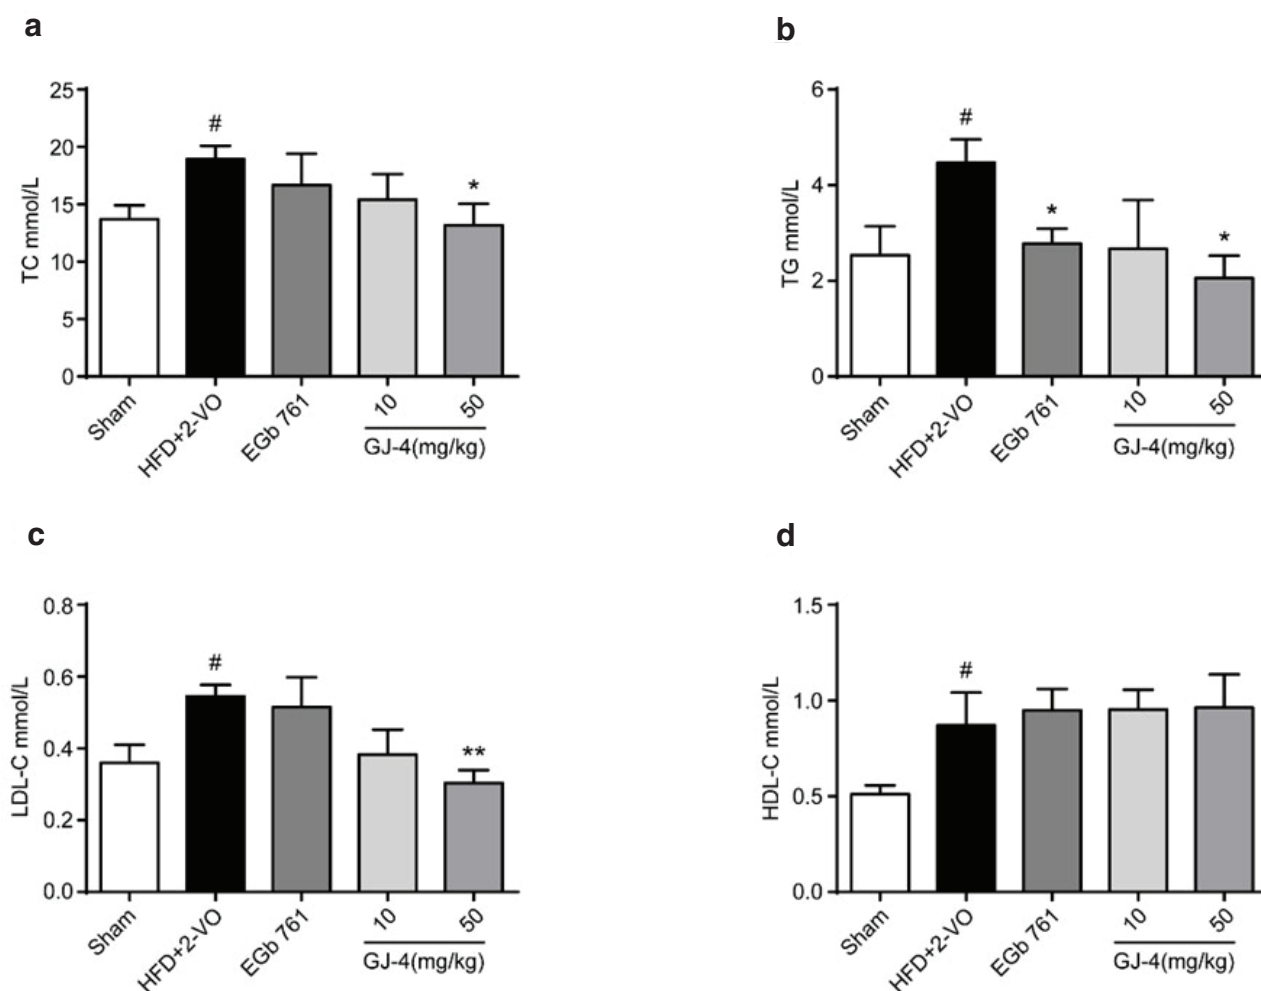 a
TC mmol/L
25
20
15
10
5
0
#
*
Sham
HFD+2-VO
EGb 761
10
50
GJ-4(mg/kg)
b
TG mmol/L
6
4
2
0
#
*
*
Sham
HFD+2-VO
EGb 761
10
50
GJ-4(mg/kg)
c
LDL-C mmol/L
0.8
0.6
0.4
0.2
0.0
#
**
Sham
HFD+2-VO
EGb 761
10
50
GJ-4(mg/kg)
d
HDL-C mmol/L
1.5
1.0
0.5
0.0
#
Sham
HFD+2-VO
EGb 761
10
50
GJ-4(mg/kg)